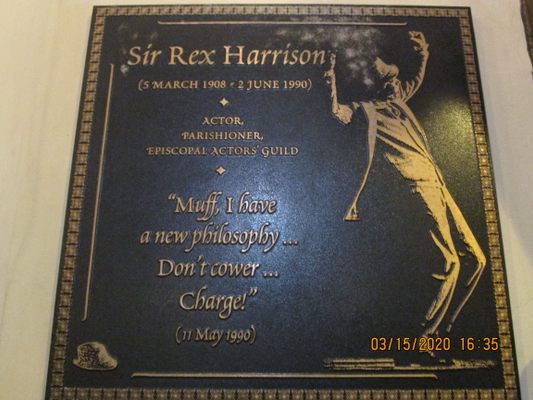 Sir Rex Harrison
(5 MARCH 1908 - 2 JUNE 1990)
ACTOR,
PARISHIONER,
EPISCOPAL ACTORS' GUILD
"Muff, I have
a new philosophy ...
Don't cower ...
Charge!"
(11 May 1990)
03/15/2020 16:35